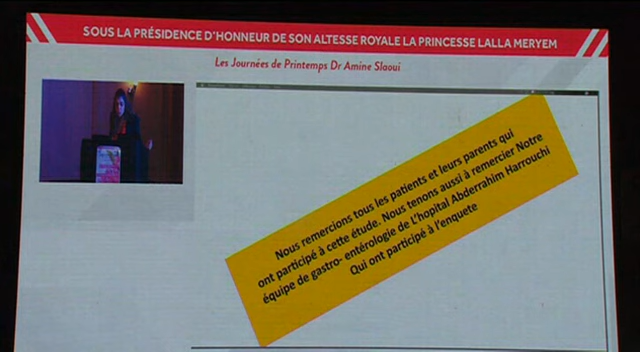 SOUS LA PRÉSIDENCE D'HONNEUR DE SON ALTESSE ROYALE LA PRINCESSE LALLA MERYEM
Les Journées de Printemps Dr Amine Slaoui
Nous remercions tous les patients et leurs parents qui
ont participé à cette étude. Nous tenons aussi à remercier Notre
équipe de gastro- entérologie de L'hopital Abderrahim Harrouchi
Qui ont participé à l'enquete